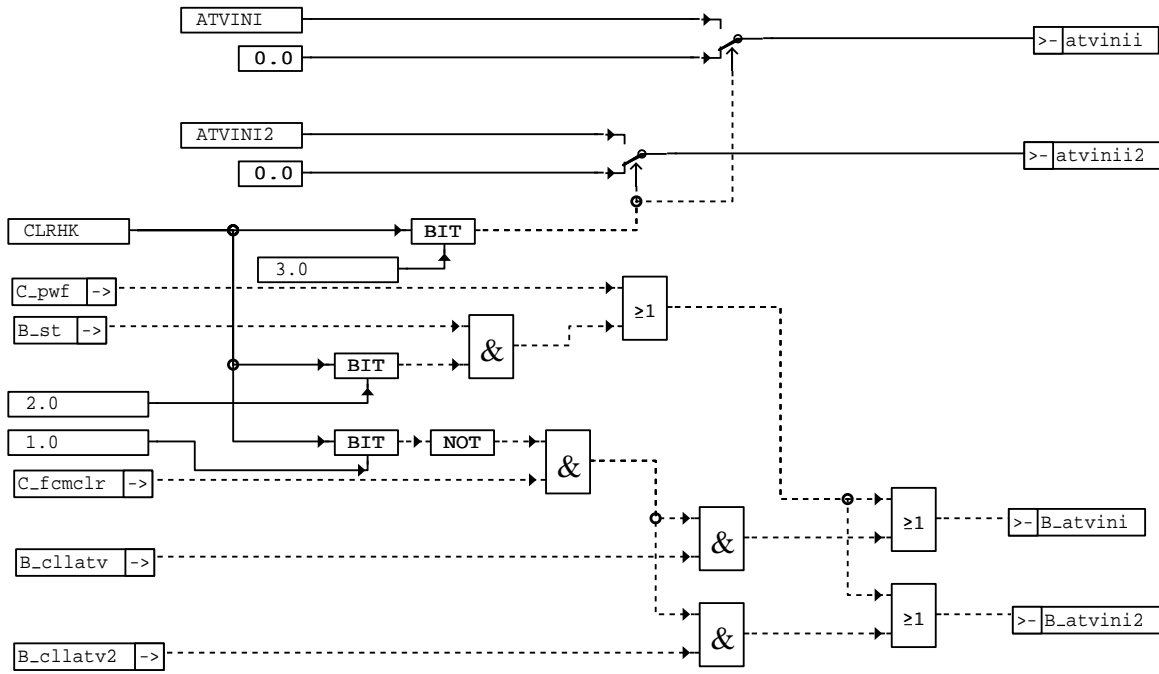 ATVINI
>- atvinii
0.0
ATVINI2
>- atvinii2
0.0
CLRHK
BIT
3.0
C_pwf ->
≥1
B_st ->
&
BIT
2.0
1.0
BIT
NOT
&
C_fcmclr ->
≥1
>- B_atvini
&
B_cllatv ->
≥1
>- B_atvini2
&
B_cllatv2 ->